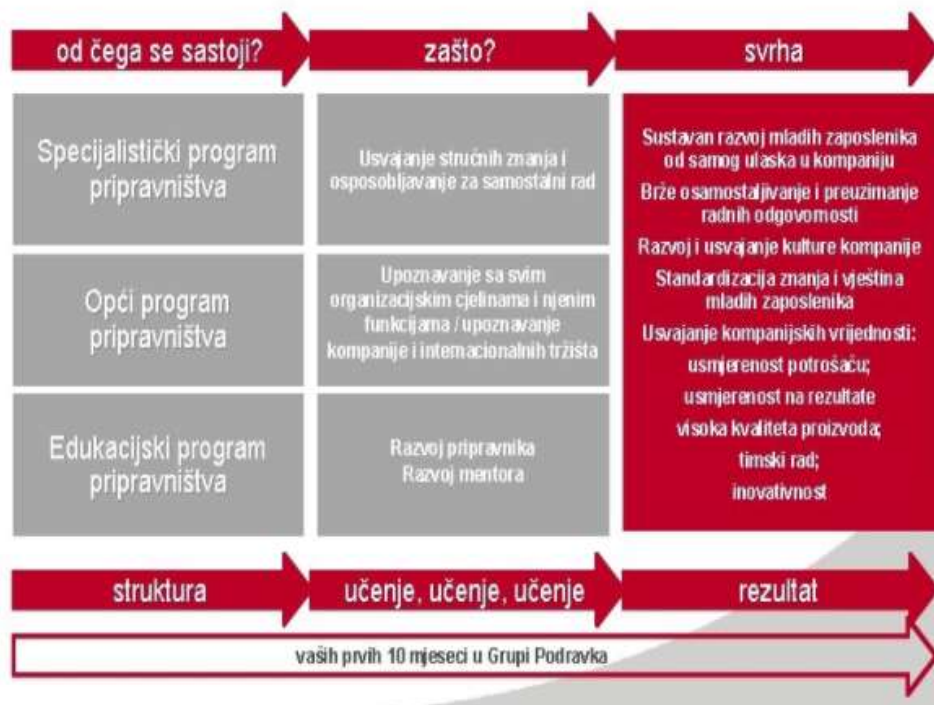 od čega se sastoji?
zašto?
svrha
Specijalistički program
pripravništva
Usvajanje stručnih znanja i
osposobljavanje za samostalni rad
Opći program
pripravništva
Upoznavanje sa svim
organizacijskim cjelinama i njenim
funkcijama / upoznavanje
kompanije i internacionalnih tržišta
Edukacijski program
pripravništva
Razvoj pripravnika
Razvoj mentora
Sustavan razvoj mladih zaposlenika
od samog ulaska u kompaniju
Brže osamostaljivanje i preuzimanje
radnih odgovornosti
Razvoj i usvajanje kulture kompanije
Standardizacija znanja i vještina
mladih zaposlenika
Usvajanje kompanijskih vrijednosti:
usmjerenost potrošaču;
usmjerenost na rezultate
visoka kvaliteta proizvoda;
timski rad;
inovativnost
struktura
učenje, učenje, učenje
rezultat
vaših prvih 10 mjeseci u Grupi Podravka